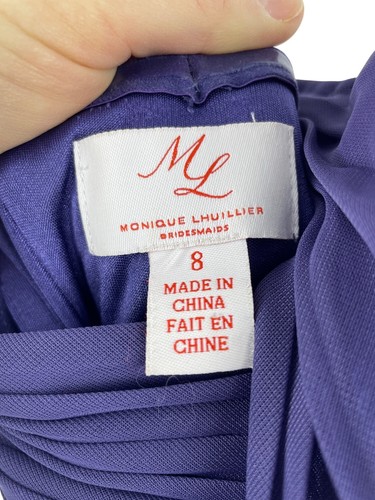 ML
MONIQUE LHUILLIER
BRIDESMAIDS
8
MADE IN
CHINA
FAIT EN
CHINE